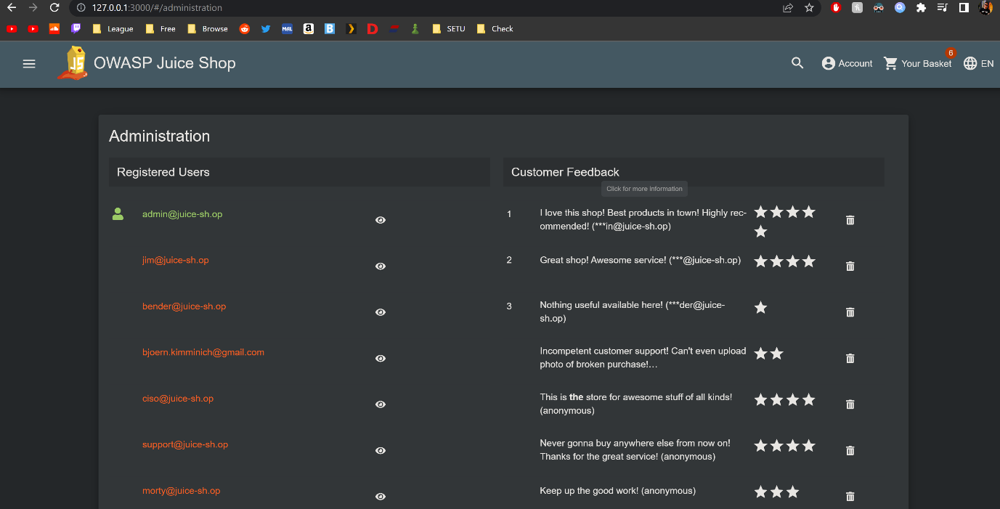 127.0.0.1:3000/#/administration
League Free Browse MAL a B D SETU Check
JS OWASP Juice Shop Account 6 Your Basket EN
Administration
Registered Users
Customer Feedback
Click for more information
admin@juice-sh.op
1 I love this shop! Best products in town! Highly rec-
ommended! (***in@juice-sh.op)
jim@juice-sh.op
2 Great shop! Awesome service! (***@juice-sh.op)
bender@juice-sh.op
3 Nothing useful available here! (***der@juice-
sh.op)
bjoern.kimminich@gmail.com
Incompetent customer support! Can't even upload
photo of broken purchase!…
ciso@juice-sh.op
This is the store for awesome stuff of all kinds!
(anonymous)
support@juice-sh.op
Never gonna buy anywhere else from now on!
Thanks for the great service! (anonymous)
morty@juice-sh.op
Keep up the good work! (anonymous)